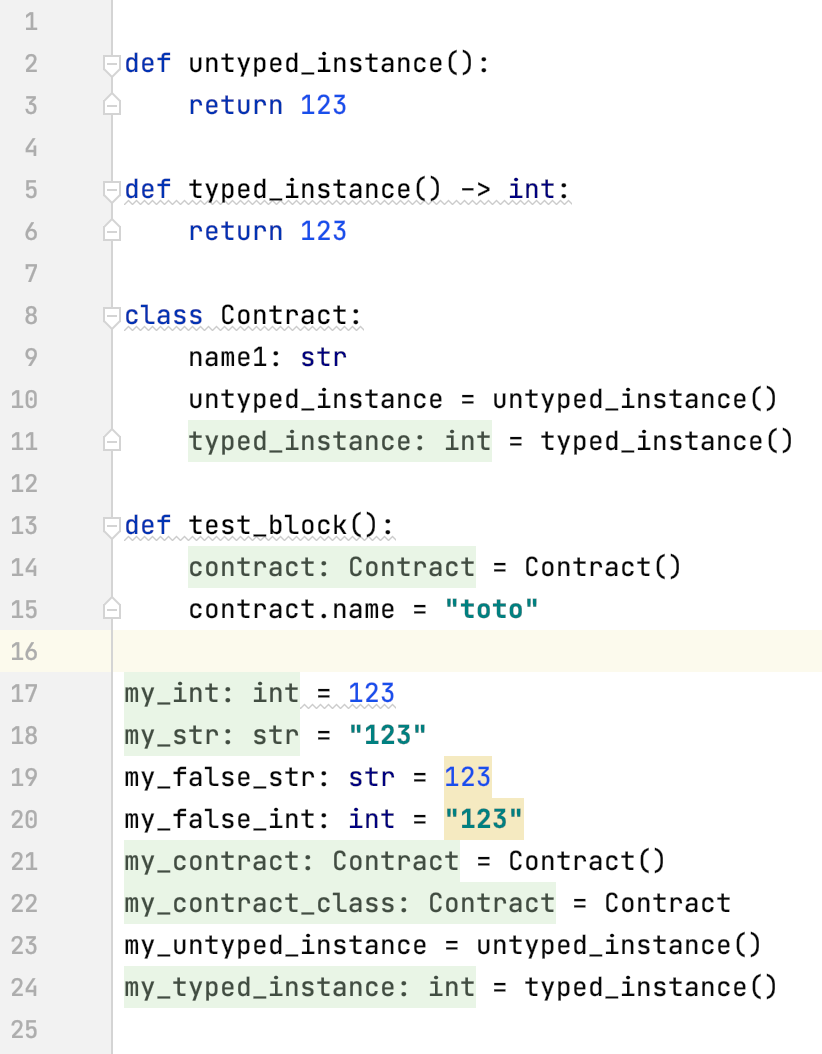 1
2 def untyped_instance():
3     return 123
4
5 def typed_instance() -> int:
6     return 123
7
8 class Contract:
9     name1: str
10     untyped_instance = untyped_instance()
11     typed_instance: int = typed_instance()
12
13 def test_block():
14     contract: Contract = Contract()
15     contract.name = "toto"
16
17 my_int: int = 123
18 my_str: str = "123"
19 my_false_str: str = 123
20 my_false_int: int = "123"
21 my_contract: Contract = Contract()
22 my_contract_class: Contract = Contract
23 my_untyped_instance = untyped_instance()
24 my_typed_instance: int = typed_instance()
25